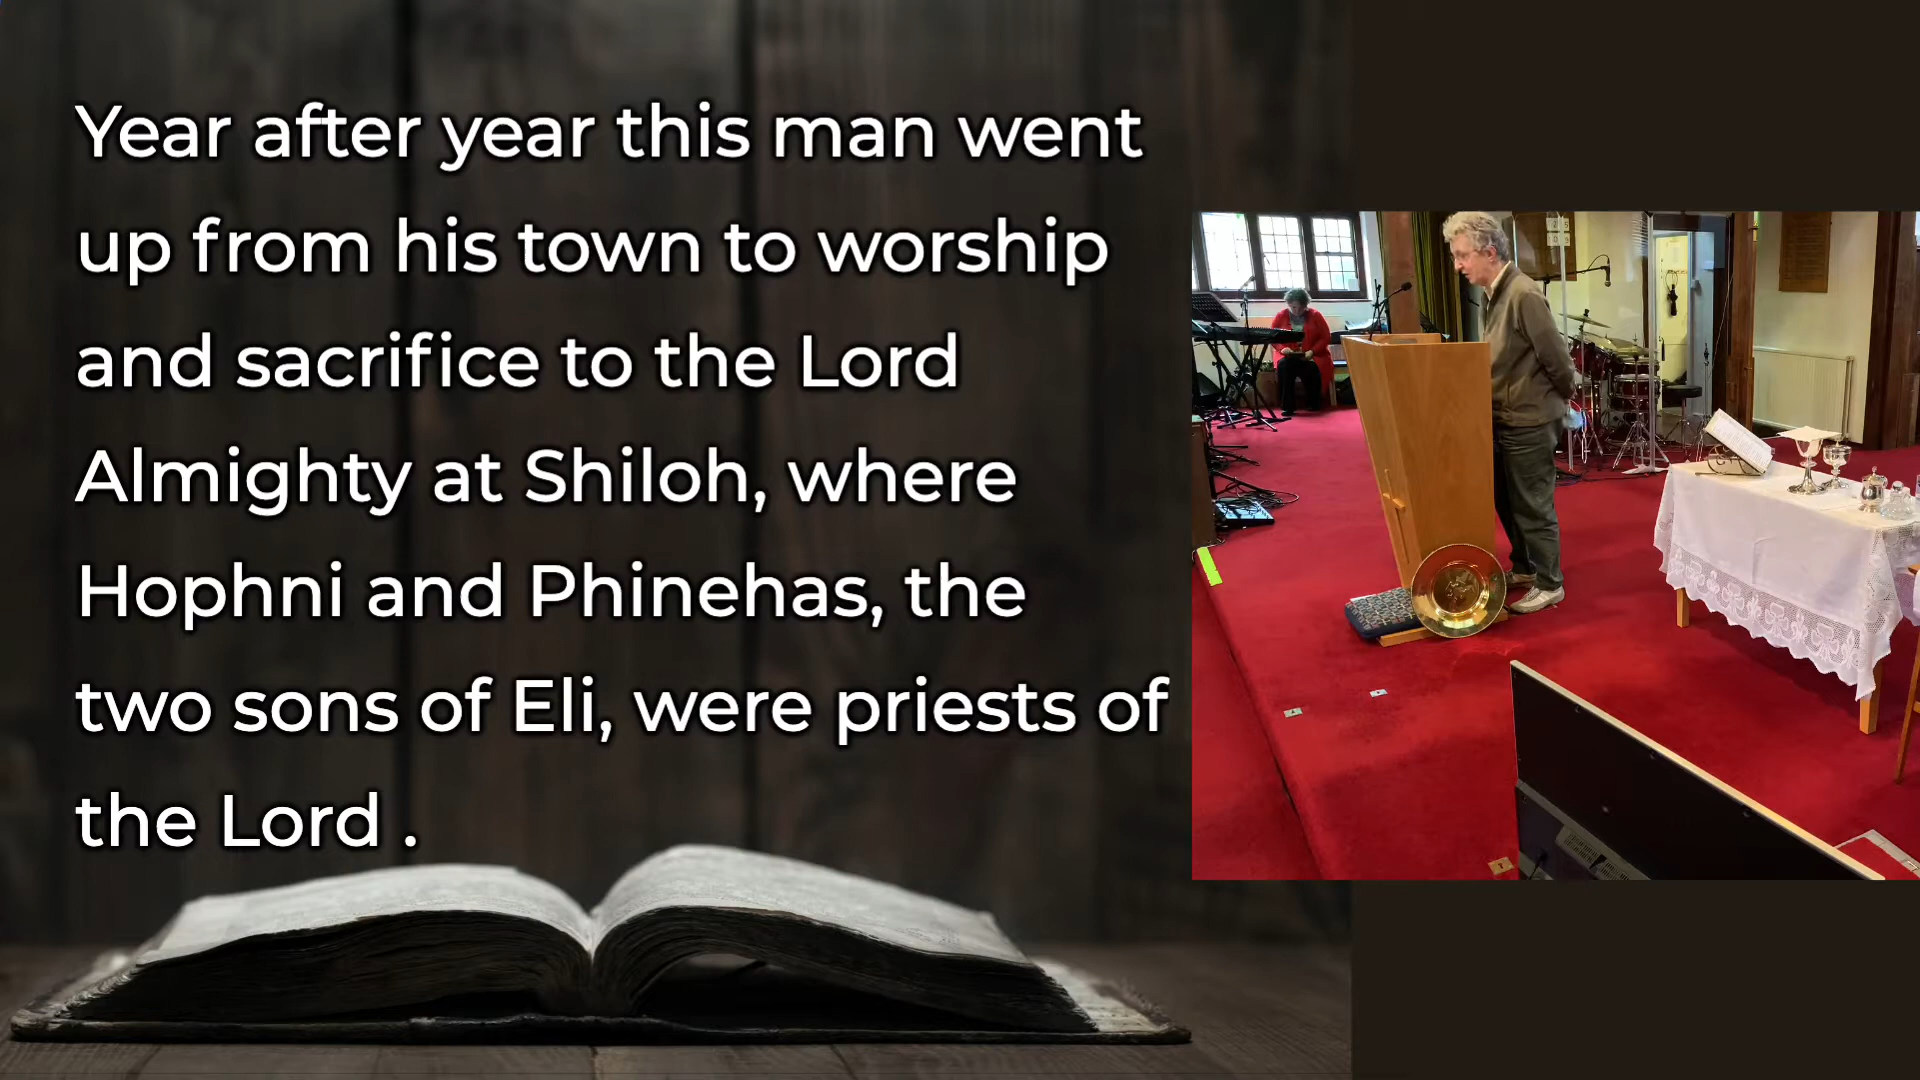 Year after year this man went
up from his town to worship
and sacrifice to the Lord
Almighty at Shiloh, where
Hophni and Phinehas, the
two sons of Eli, were priests of
the Lord .